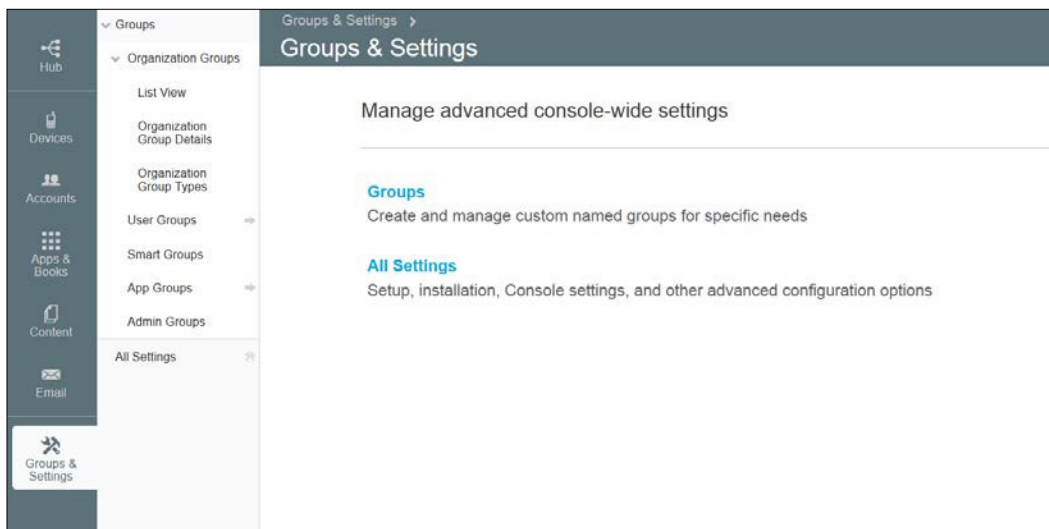 Hub
Devices
Accounts
Apps &
Books
Content
Email
Groups &
Settings
Groups
Organization Groups
List View
Organization
Group Details
Organization
Group Types
User Groups
Smart Groups
App Groups
Admin Groups
All Settings
Groups & Settings
Groups & Settings
Manage advanced console-wide settings
Groups
Create and manage custom named groups for specific needs
All Settings
Setup, installation, Console settings, and other advanced configuration options